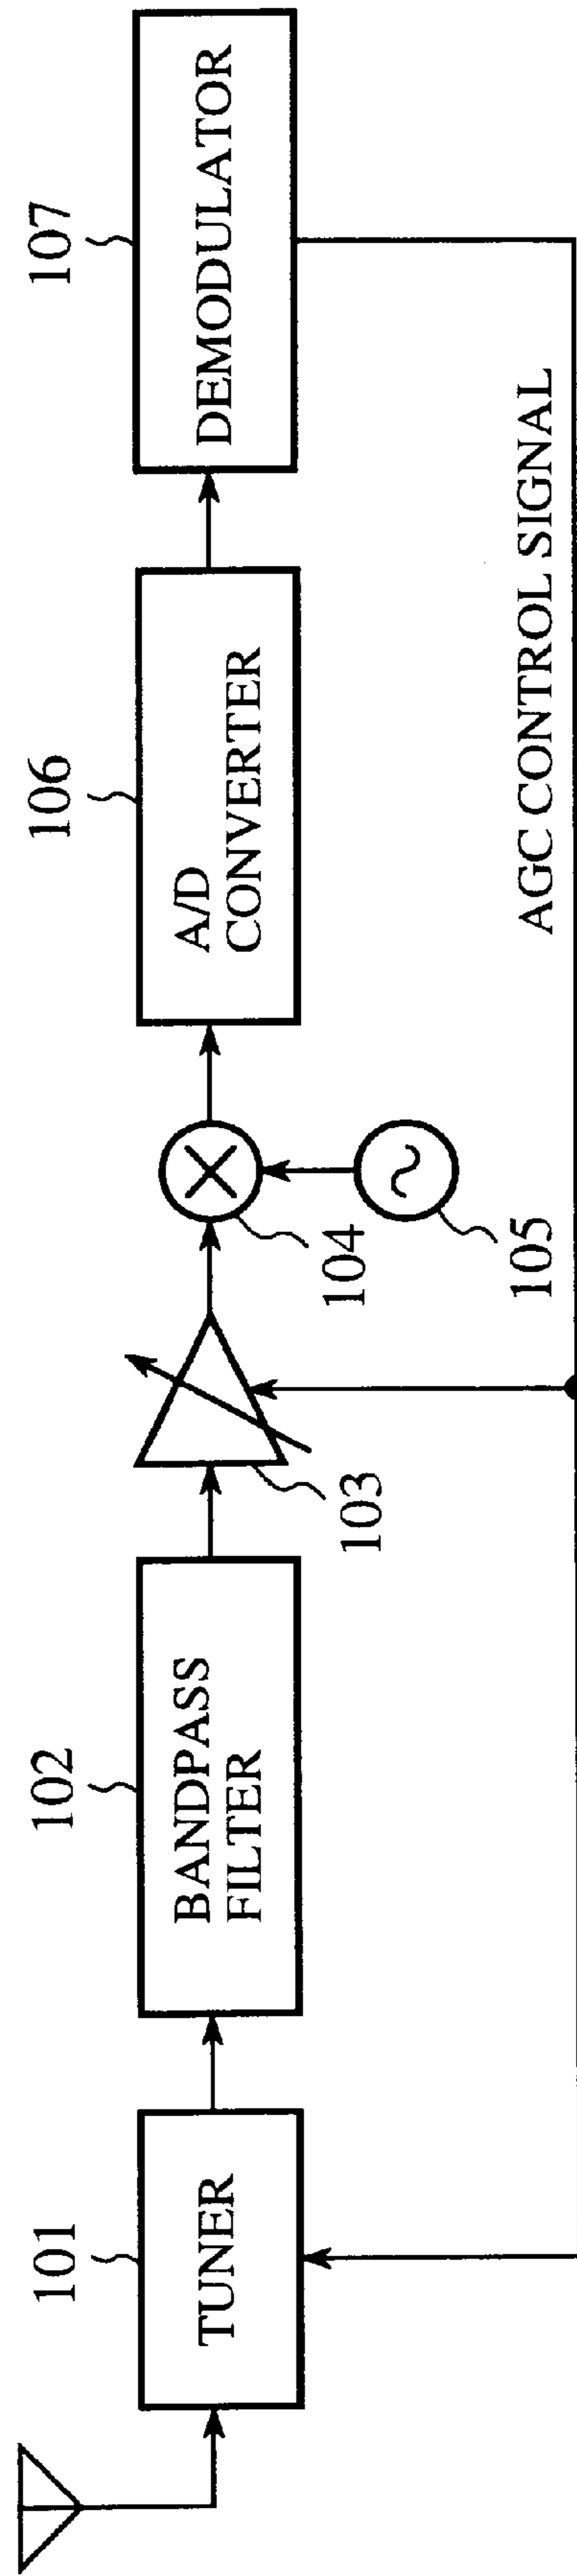 101
TUNER
102
BANDPASS
FILTER
103
104
105
106
A/D
CONVERTER
107
DEMODULATOR
AGC CONTROL SIGNAL